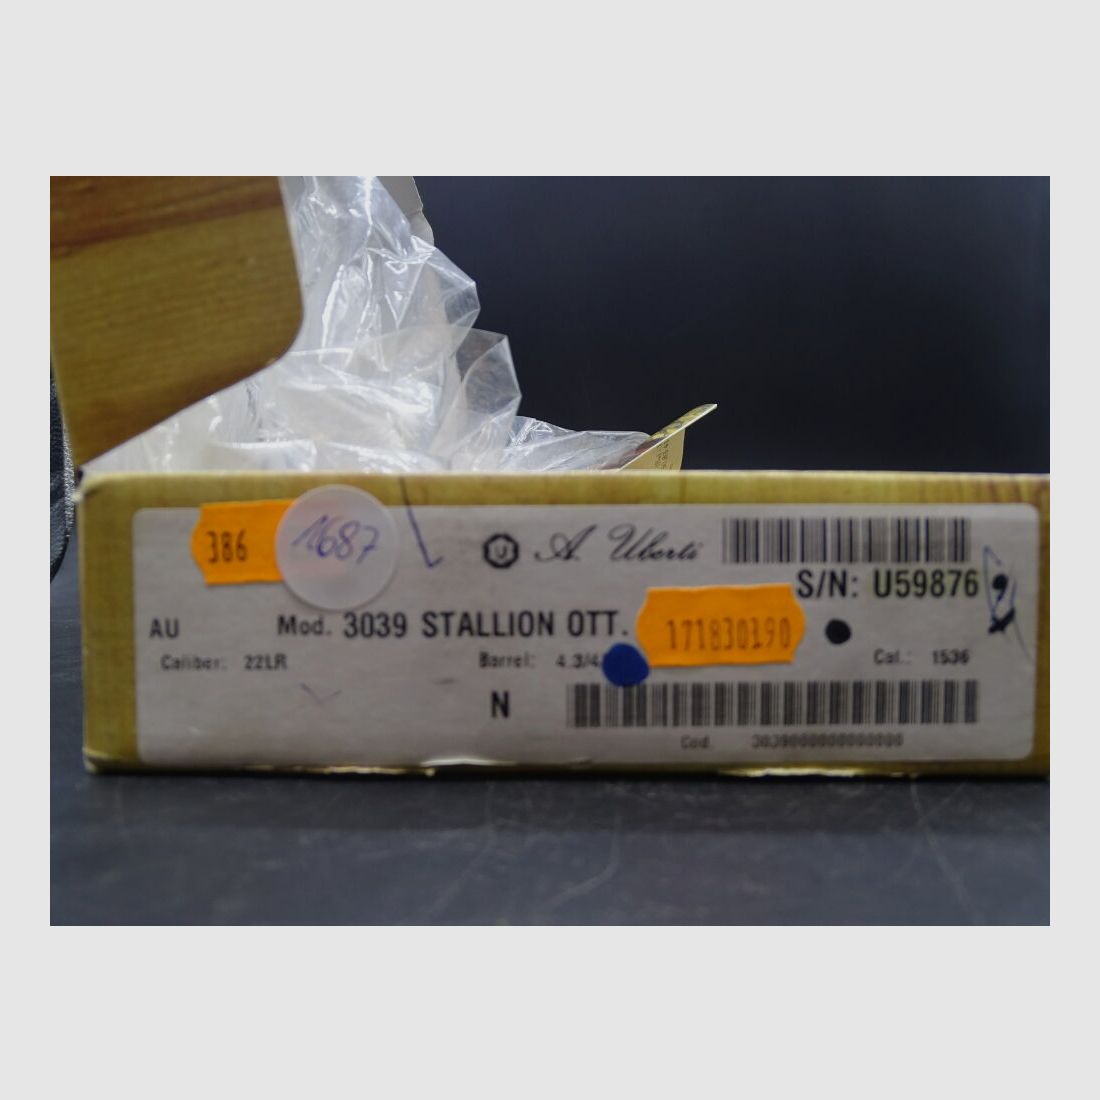 386
1687
U
A. Uberti
S/N: U59876
AU
Mod. 3039 STALLION OTT.
171830190
Caliber: 22LR
Barrel: 4.3/4
Cat.: 1536
N
Cod.